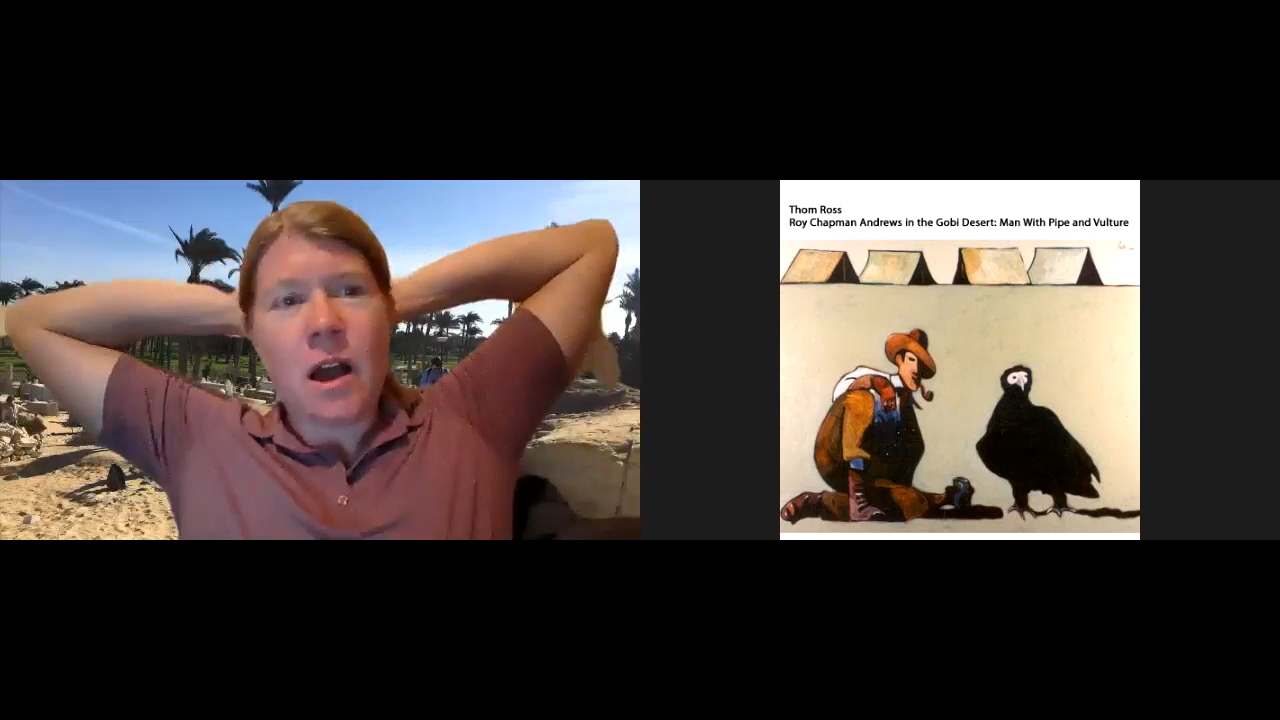 Thom Ross
Roy Chapman Andrews in the Gobi Desert: Man With Pipe and Vulture